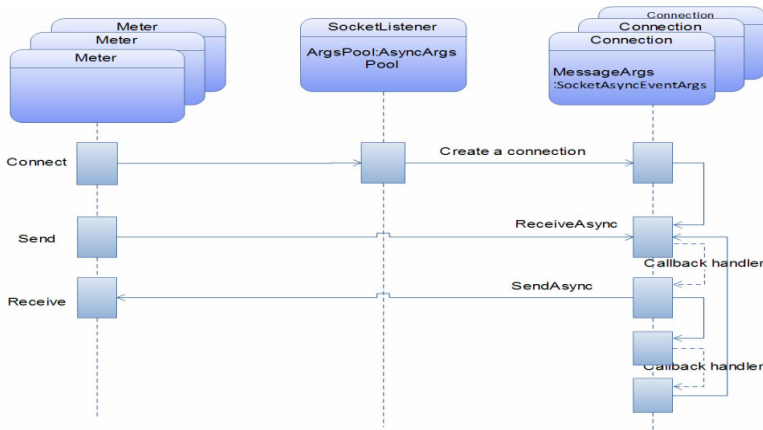 Meter
Meter
Meter
SocketListener
ArgsPool:AsyncArgs
Pool
Connection
Connection
Connection
MessageArgs
:SocketAsyncEventArgs
Connect
Create a connection
Send
ReceiveAsync
Callback handler
Receive
SendAsync
Callback handler